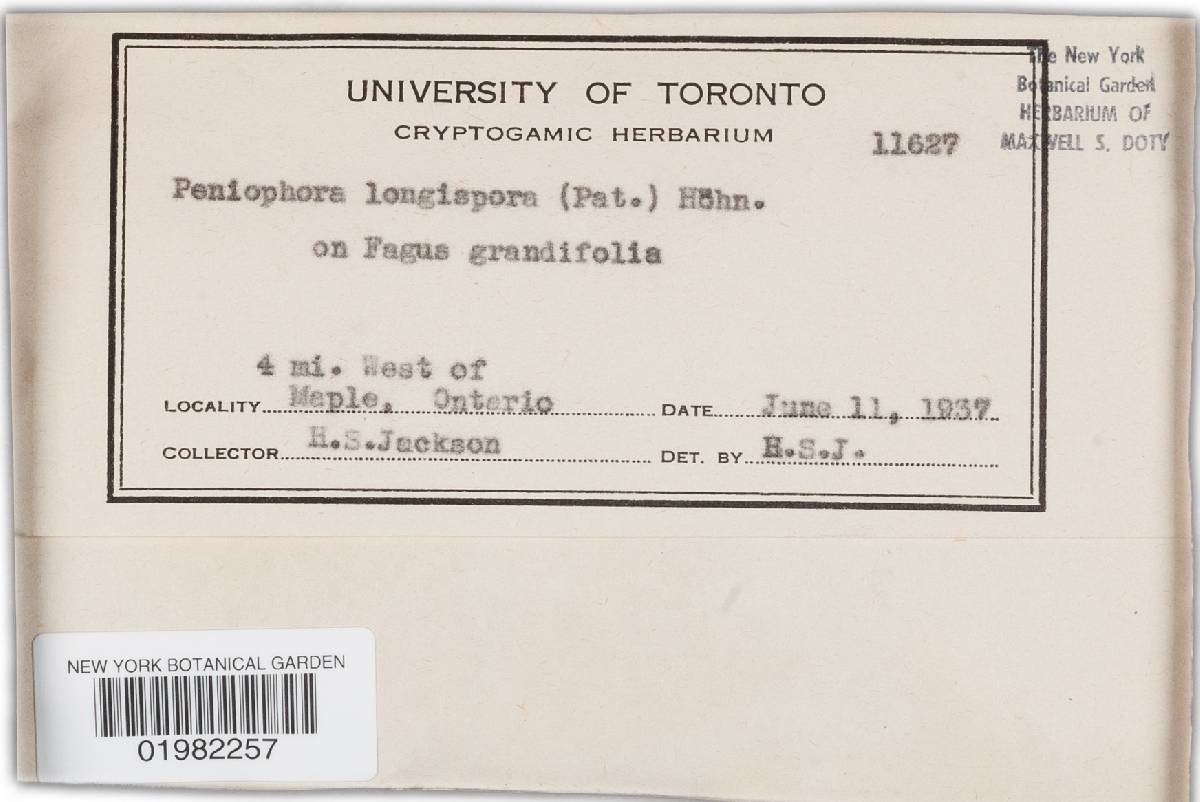 UNIVERSITY OF TORONTO
CRYPTOGAMIC HERBARIUM
11627
The New York
Botanical Garden
HERBARIUM OF
MAXWELL S. DOTY
Peniophora longispora (Pat.) Höhn.
on Fagus grandifolia
4 mi. West of
LOCALITY Maple, Ontario DATE June 11, 1937
COLLECTOR H.S.Jackson DET. BY H.S.J.
NEW YORK BOTANICAL GARDEN
01982257